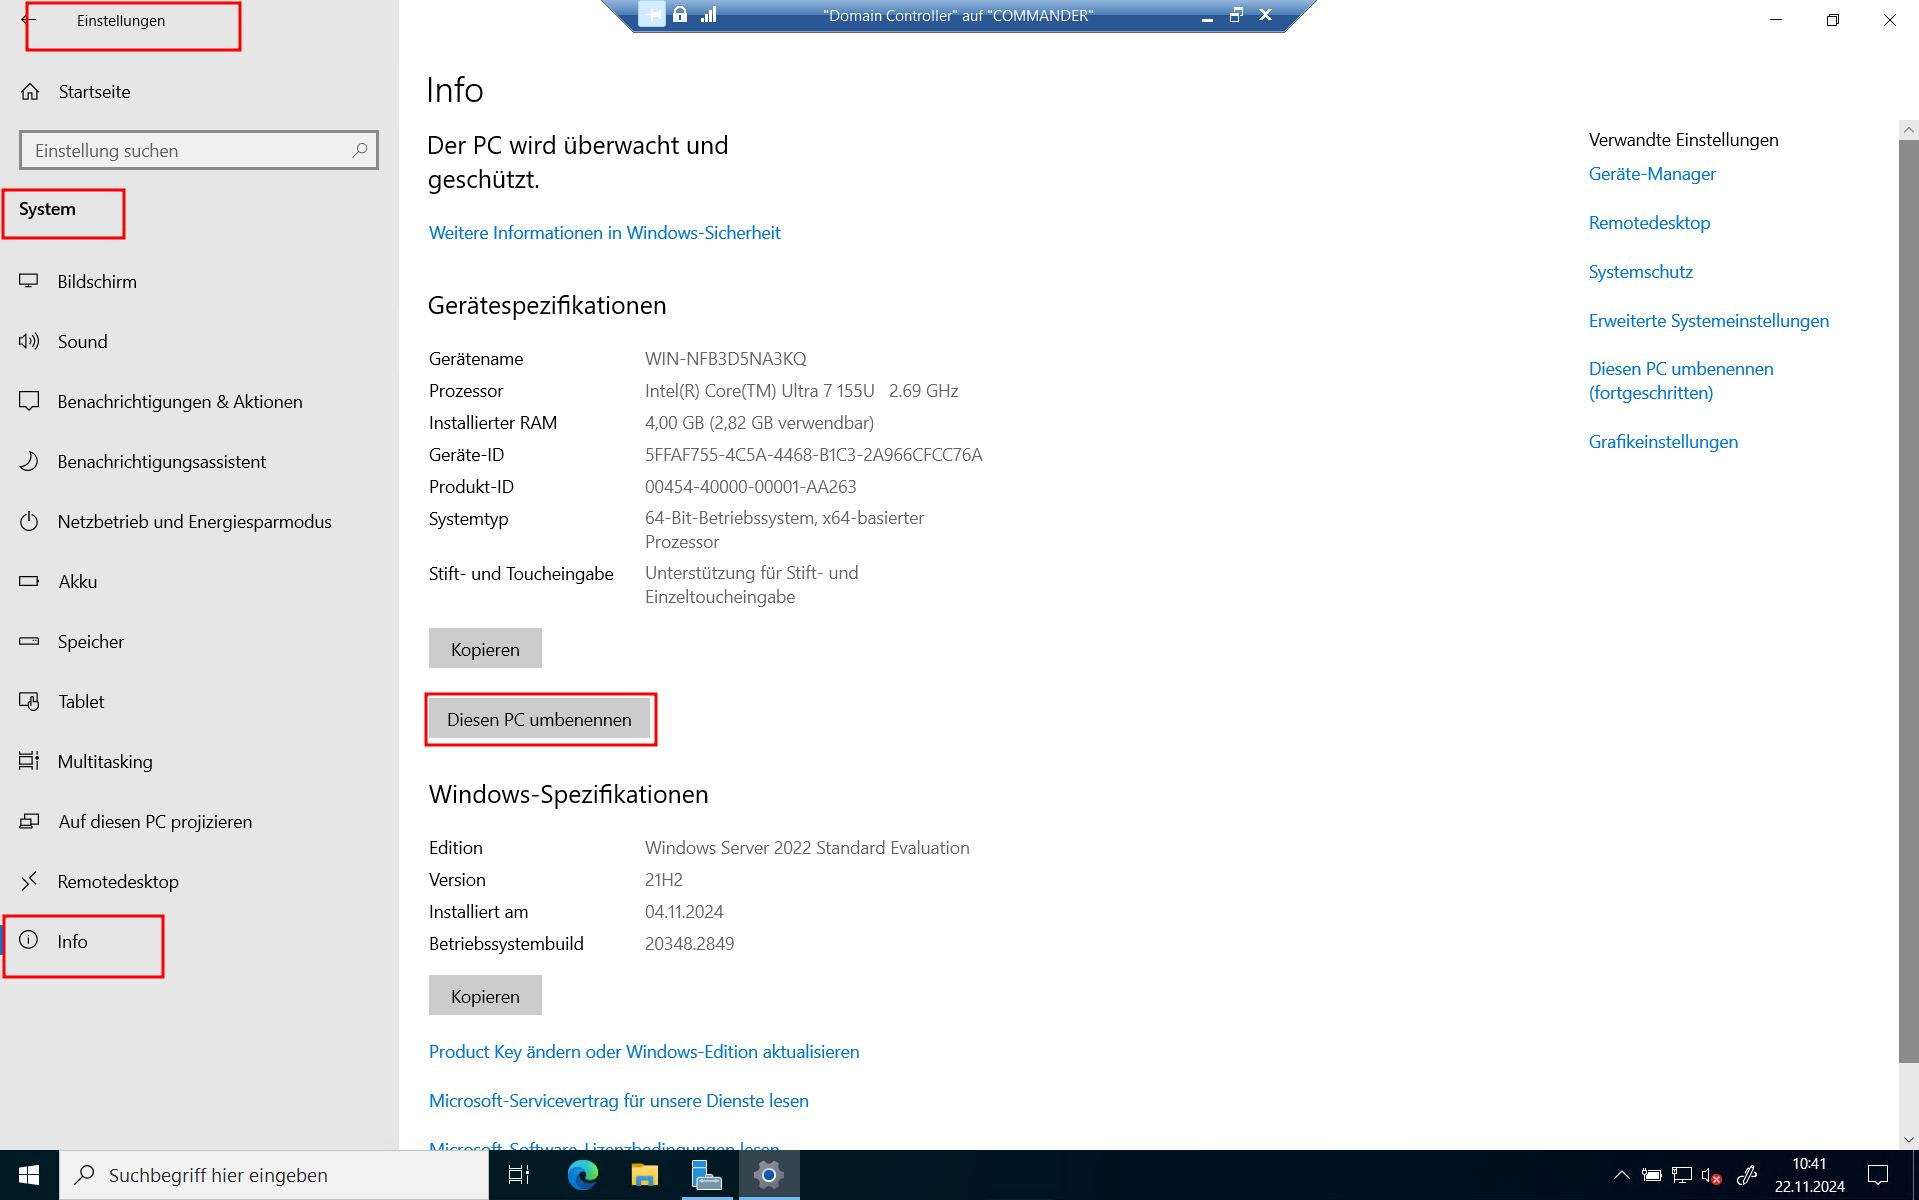 "Domain Controller" auf "COMMANDER"
Einstellungen
Startseite
Einstellung suchen
System
Bildschirm
Sound
Benachrichtigungen & Aktionen
Benachrichtigungsassistent
Netzbetrieb und Energiesparmodus
Akku
Speicher
Tablet
Multitasking
Auf diesen PC projizieren
Remotedesktop
Info
Info
Der PC wird überwacht und
geschützt.
Weitere Informationen in Windows-Sicherheit
Gerätespezifikationen
Gerätename WIN-NFB3D5NA3KQ
Prozessor Intel(R) Core(TM) Ultra 7 155U 2.69 GHz
Installierter RAM 4,00 GB (2,82 GB verwendbar)
Geräte-ID 5FFAF755-4C5A-4468-B1C3-2A966CFCC76A
Produkt-ID 00454-40000-00001-AA263
Systemtyp 64-Bit-Betriebssystem, x64-basierter
Prozessor
Stift- und Toucheingabe Unterstützung für Stift- und
Einzeltoucheingabe
Kopieren
Diesen PC umbenennen
Windows-Spezifikationen
Edition Windows Server 2022 Standard Evaluation
Version 21H2
Installiert am 04.11.2024
Betriebssystembuild 20348.2849
Kopieren
Product Key ändern oder Windows-Edition aktualisieren
Microsoft-Servicevertrag für unsere Dienste lesen
Microsoft-Software-Lizenzbedingungen lesen
Verwandte Einstellungen
Geräte-Manager
Remotedesktop
Systemschutz
Erweiterte Systemeinstellungen
Diesen PC umbenennen
(fortgeschritten)
Grafikeinstellungen
Suchbegriff hier eingeben
10:41
22.11.2024